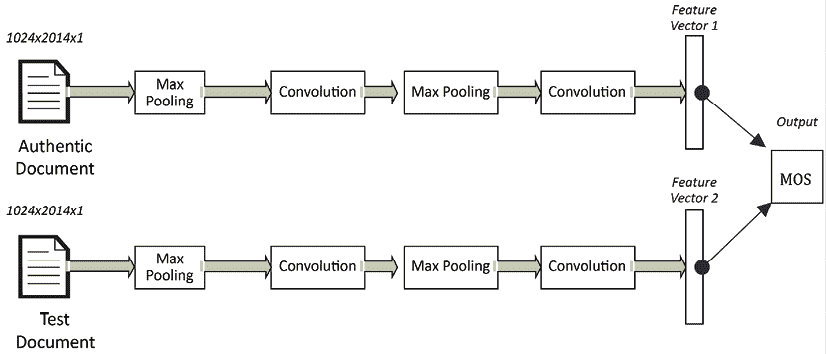 1024x2014x1
Authentic
Document
Max
Pooling
Convolution
Max Pooling
Convolution
Feature
Vector 1
Output
MOS
1024x2014x1
Test
Document
Max
Pooling
Convolution
Max Pooling
Convolution
Feature
Vector 2